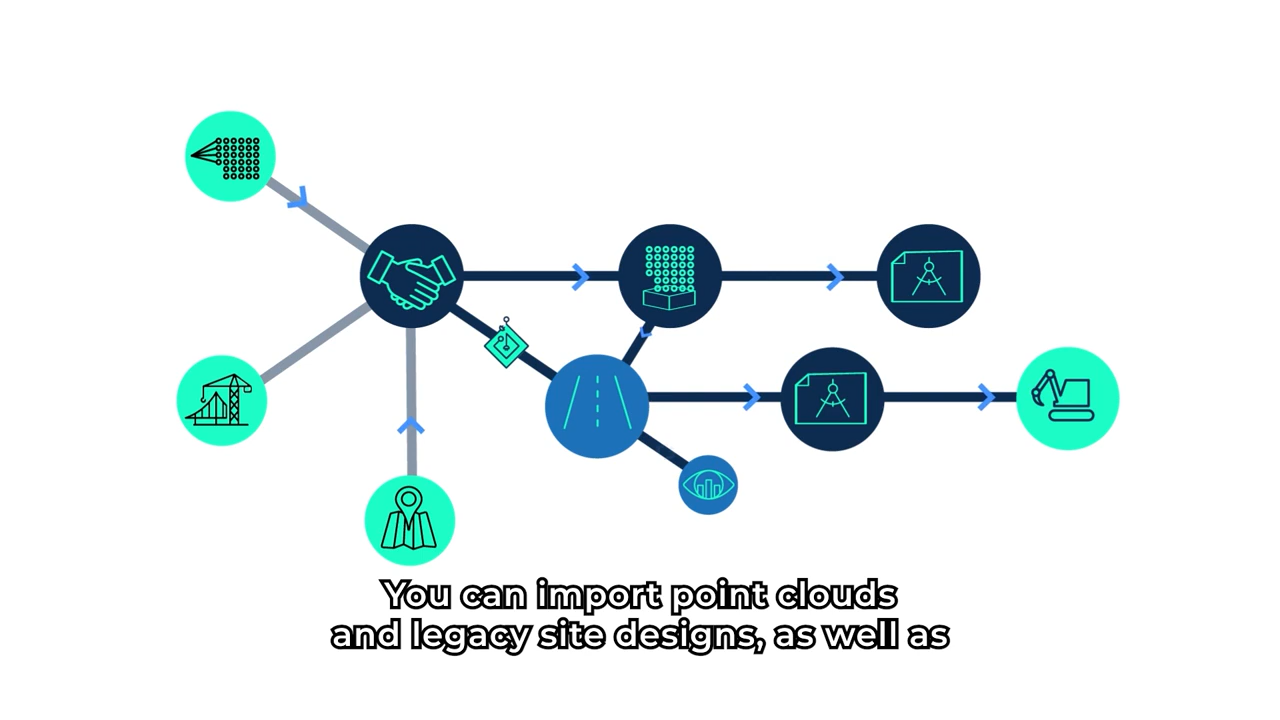 You can import point clouds
and legacy site designs, as well as